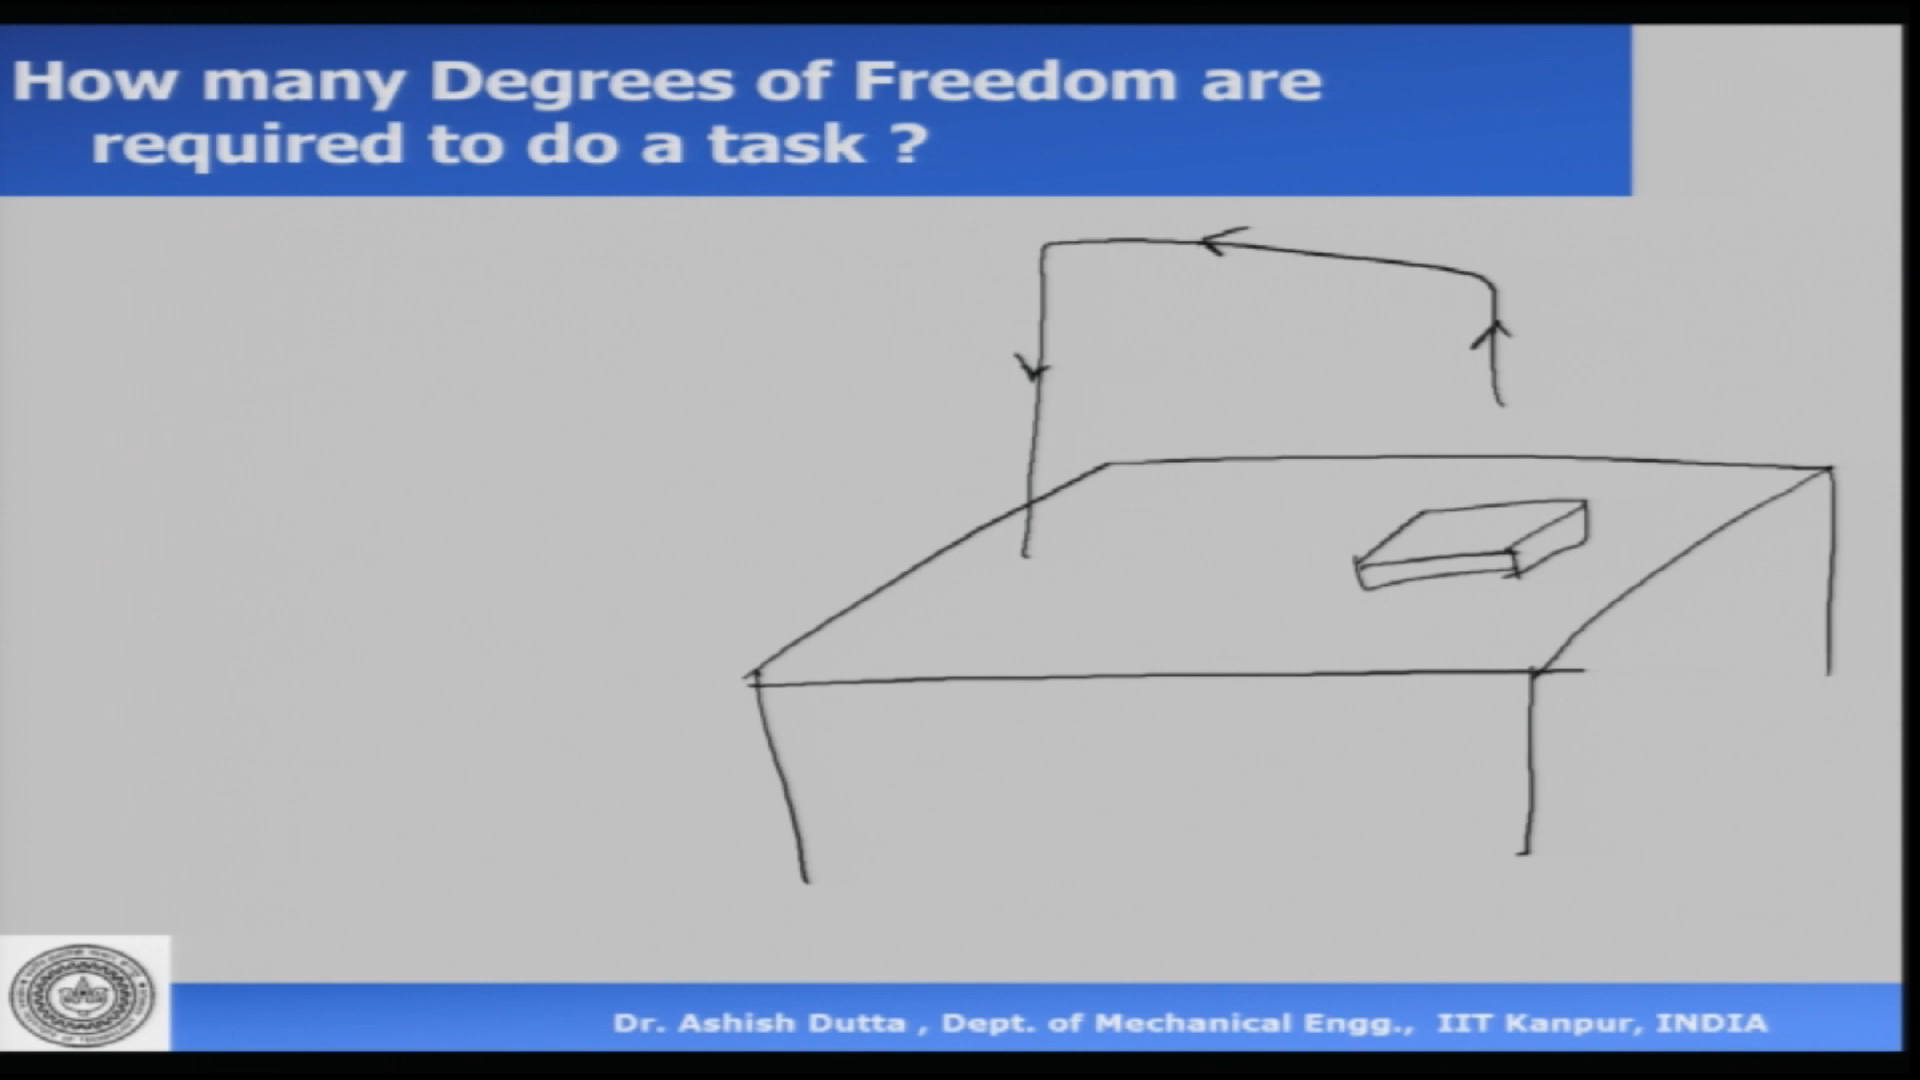 How many Degrees of Freedom are
required to do a task ?
Dr. Ashish Dutta , Dept. of Mechanical Engg., IIT Kanpur, INDIA